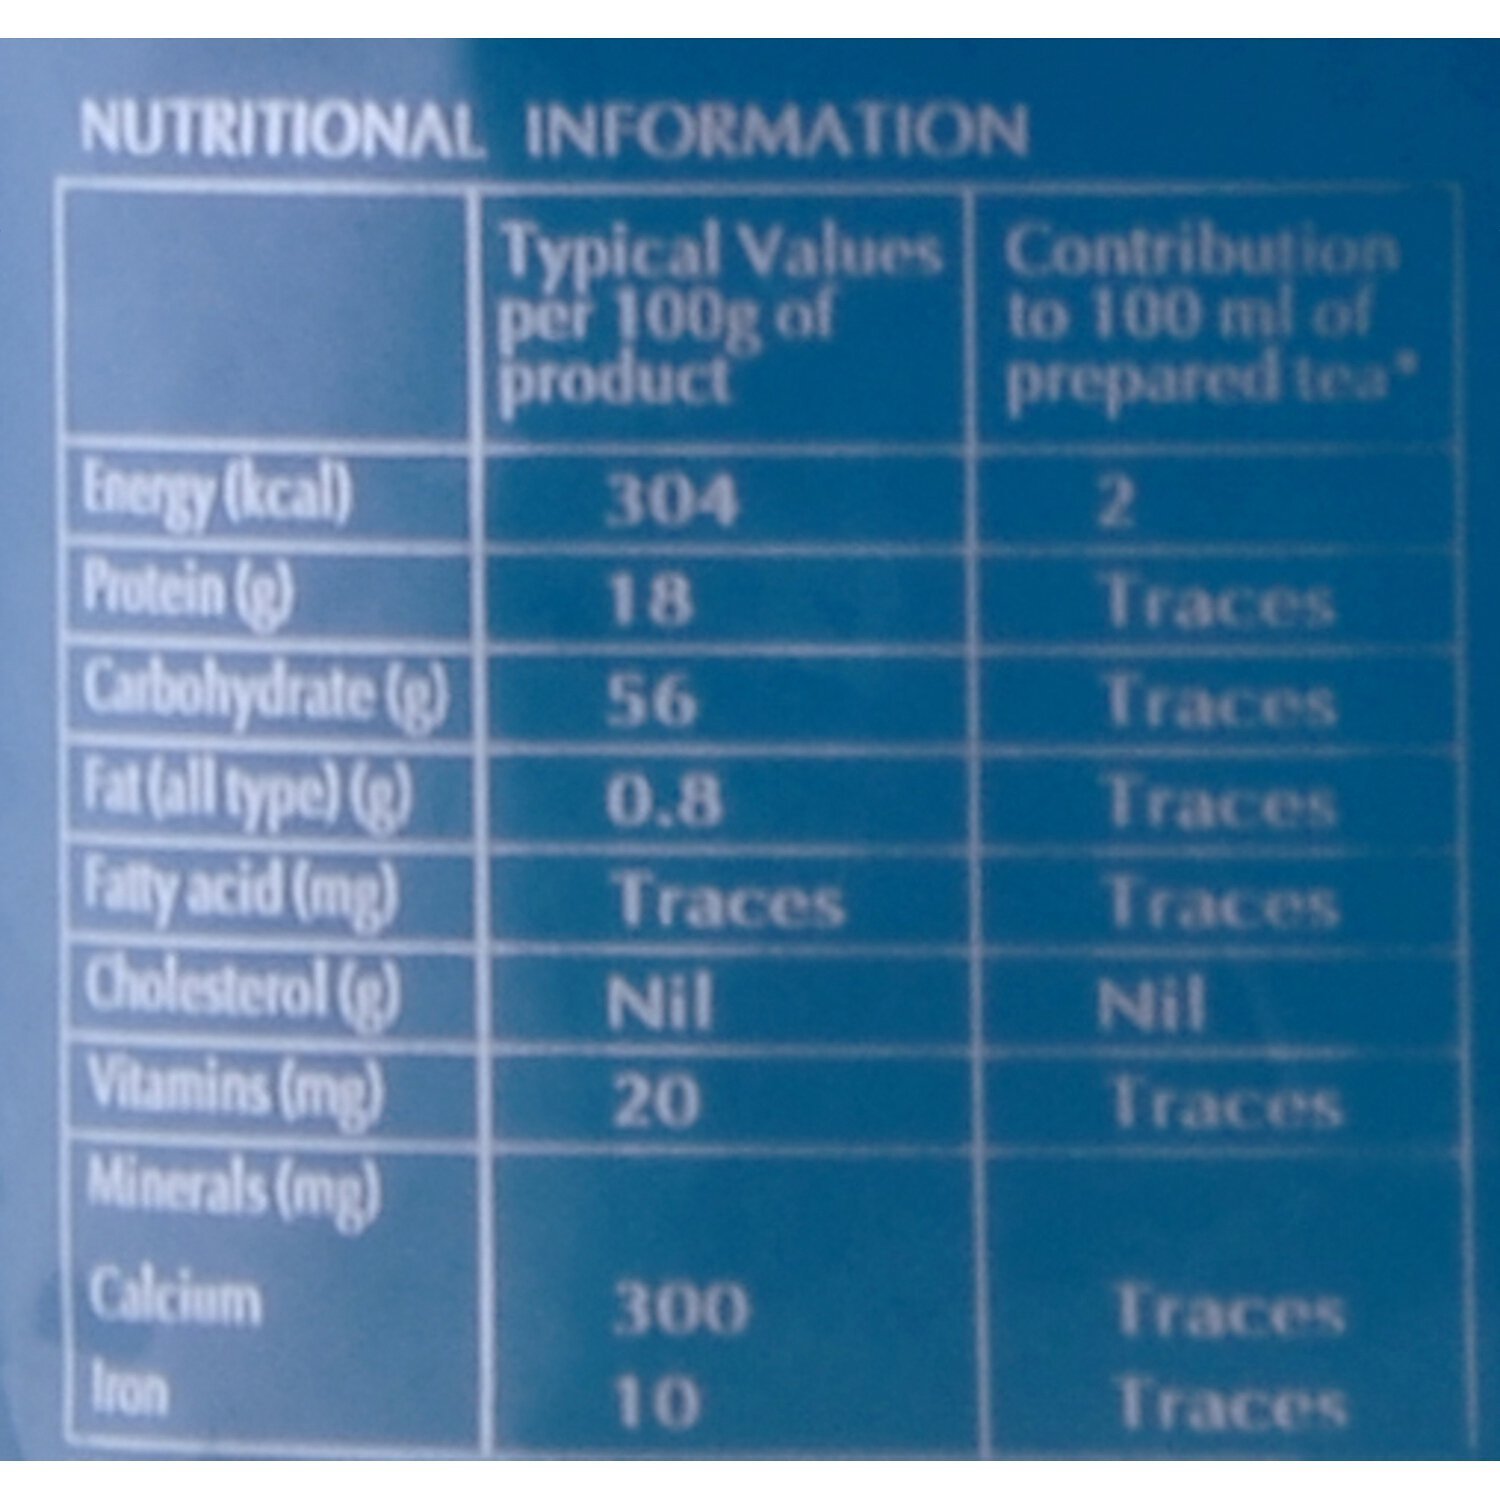 NUTRITIONAL INFORMATION
Typical Values Contribution
per 100g of to 100 ml of
product prepared tea*
Energy (kcal) 304 2
Protein (g) 18 Traces
Carbohydrate (g) 56 Traces
Fat (all type) (g) 0.8 Traces
Fatty acid (mg) Traces Traces
Cholesterol (g) Nil Nil
Vitamins (mg) 20 Traces
Minerals (mg)
Calcium 300 Traces
Iron 10 Traces